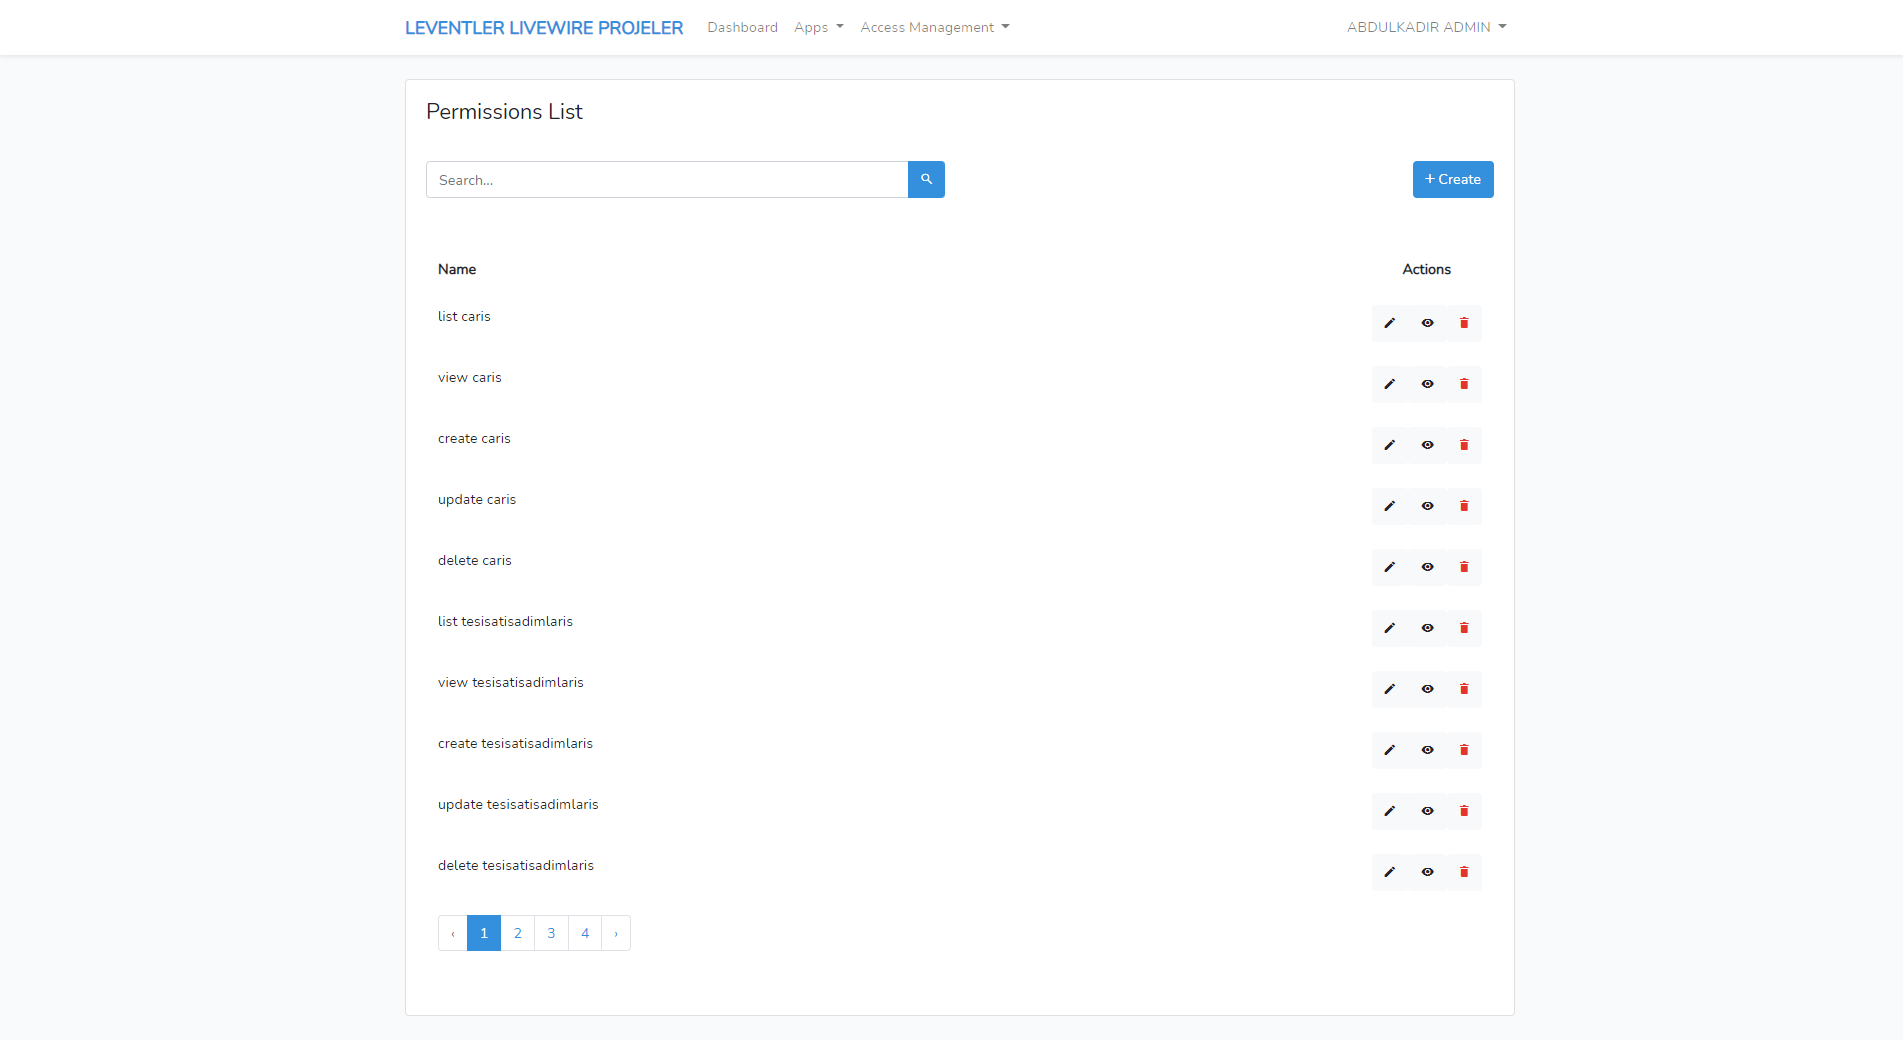 LEVENTLER LIVEWIRE PROJELER Dashboard Apps Access Management ABDULKADIR ADMIN
Permissions List
Search... + Create
Name Actions
list caris
view caris
create caris
update caris
delete caris
list tesisatisadimlaris
view tesisatisadimlaris
create tesisatisadimlaris
update tesisatisadimlaris
delete tesisatisadimlaris
‹ 1 2 3 4 ›